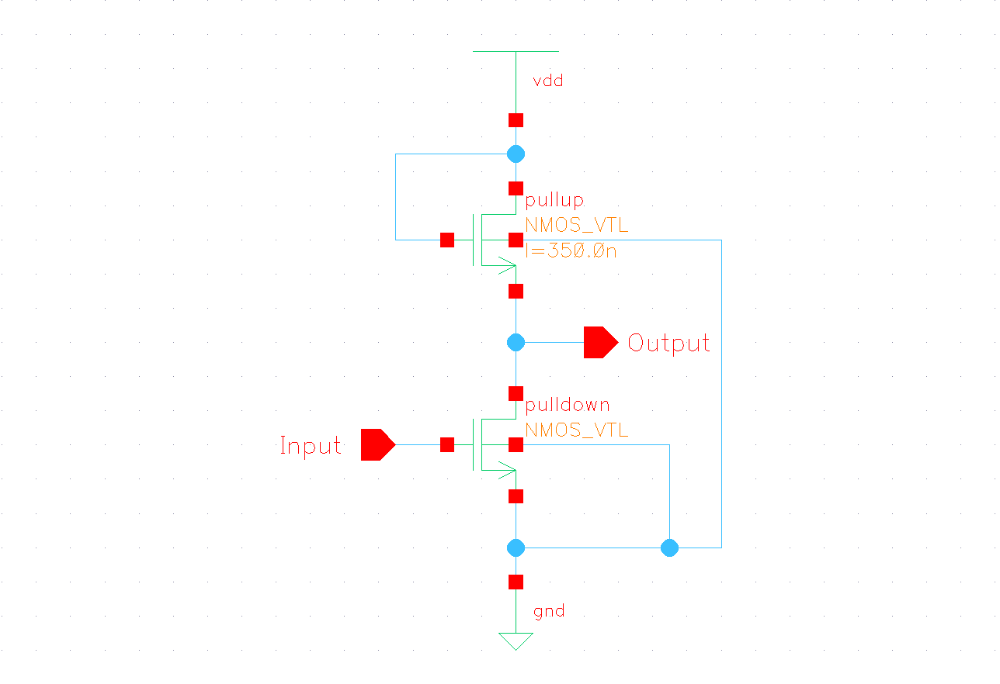 vdd
pullup
NMOS_VTL
l=350.0n
Output
pulldown
NMOS_VTL
Input
gnd